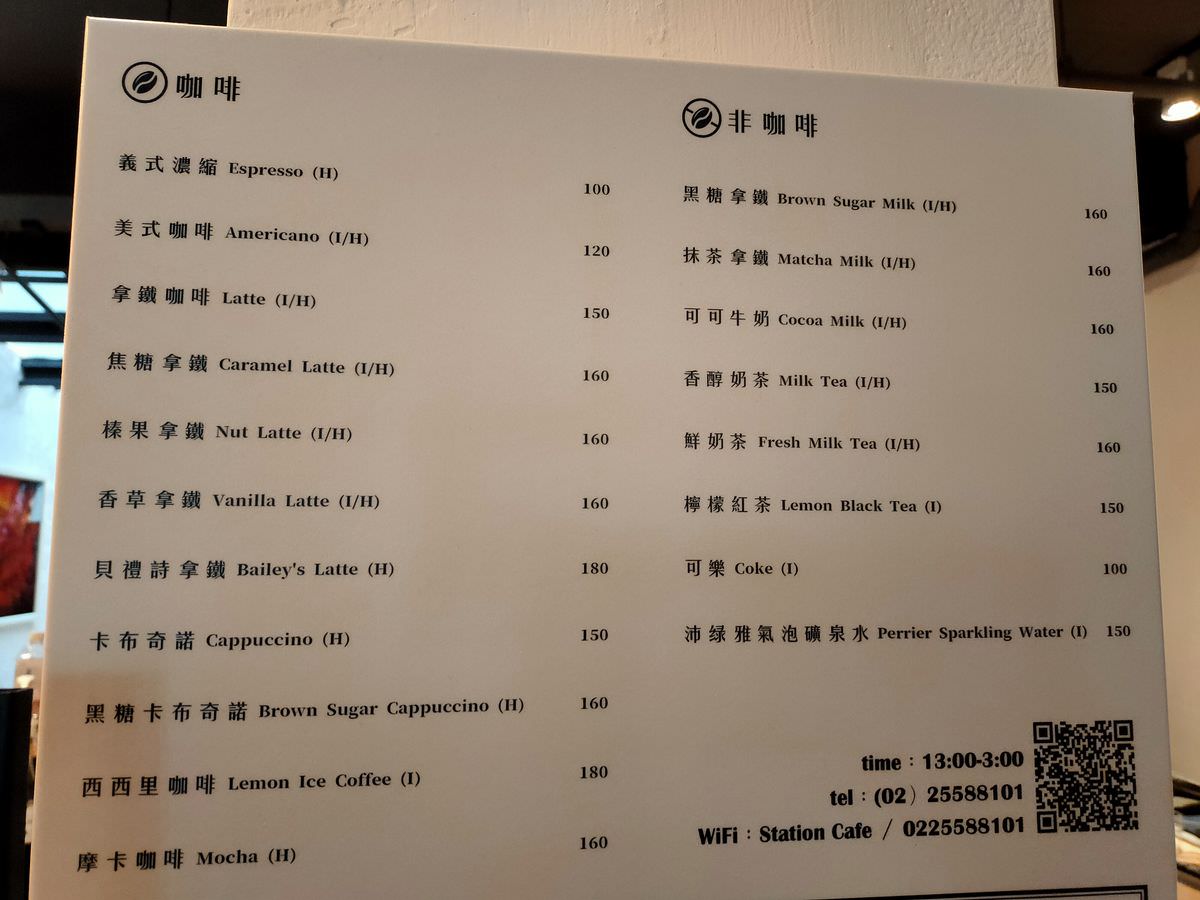 咖啡
義式濃縮 Espresso (H) 100
美式咖啡 Americano (I/H) 120
拿鐵咖啡 Latte (I/H) 150
焦糖拿鐵 Caramel Latte (I/H) 160
榛果拿鐵 Nut Latte (I/H) 160
香草拿鐵 Vanilla Latte (I/H) 160
貝禮詩拿鐵 Bailey's Latte (H) 180
卡布奇諾 Cappuccino (H) 150
黑糖卡布奇諾 Brown Sugar Cappuccino (H) 160
西西里咖啡 Lemon Ice Coffee (I) 180
摩卡咖啡 Mocha (H) 160
非咖啡
黑糖拿鐵 Brown Sugar Milk (I/H) 160
抹茶拿鐵 Matcha Milk (I/H) 160
可可牛奶 Cocoa Milk (I/H) 160
香醇奶茶 Milk Tea (I/H) 150
鮮奶茶 Fresh Milk Tea (I/H) 160
檸檬紅茶 Lemon Black Tea (I) 150
可樂 Coke (I) 100
沛绿雅氣泡礦泉水 Perrier Sparkling Water (I) 150
time：13:00-3:00
tel：(02）25588101
WiFi：Station Cafe / 0225588101